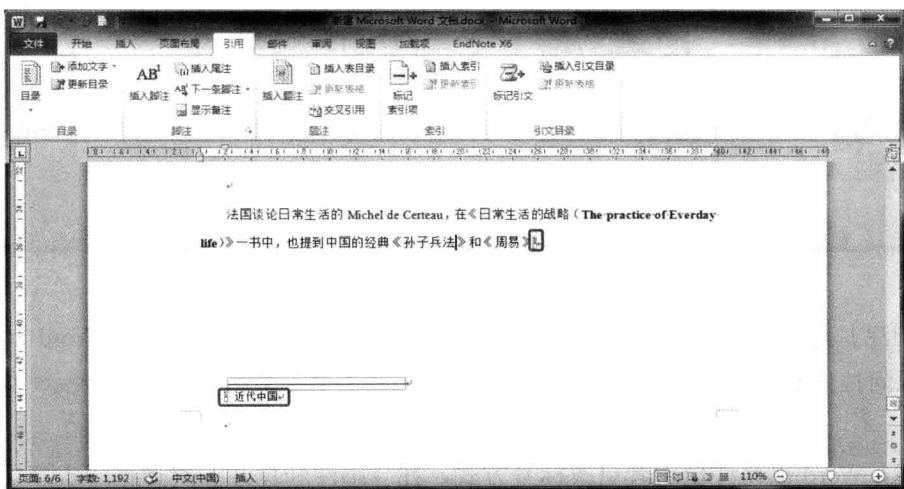 新建 Microsoft Word 文档.docx - Microsoft Word
文件 开始 插入 页面布局 引用 邮件 审阅 视图 加载项 EndNote X6
目录
添加文字
更新目录
目录
AB¹
插入脚注
插入尾注
下一条脚注
显示备注
脚注
插入题注
插入表目录
更新表格
交叉引用
题注
标记
索引项
插入索引
更新索引
索引
标记引文
插入引文目录
更新表格
引文目录
法国谈论日常生活的 Michel de Certeau，在《日常生活的战略（The practice of Everday
life）》一书中，也提到中国的经典《孙子兵法》和《周易》
近代中国
页面: 6/6 字数: 1,192 中文(中国) 插入 110%